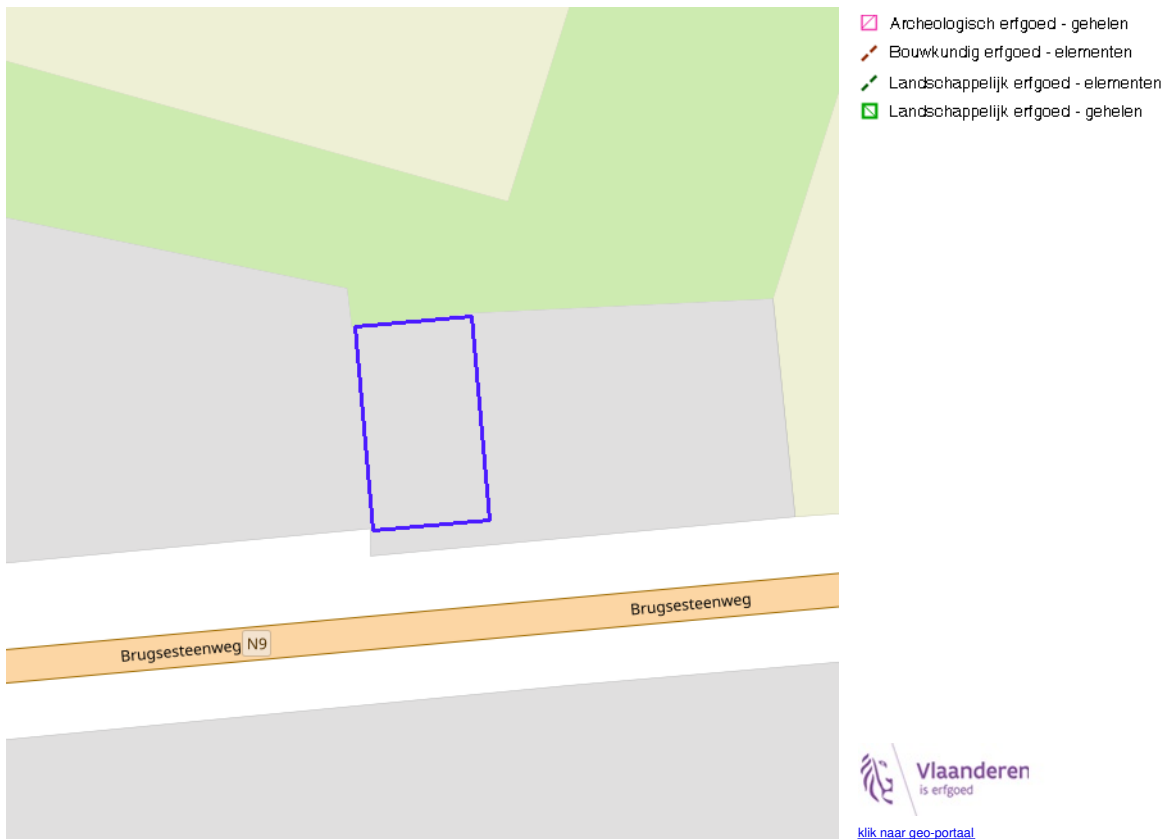 Archeologisch erfgoed - gehelen
Bouwkundig erfgoed - elementen
Landschappelijk erfgoed - elementen
Landschappelijk erfgoed - gehelen
Brugsesteenweg
Brugsesteenweg N9
Vlaanderen
is erfgoed
klik naar geo-portaal